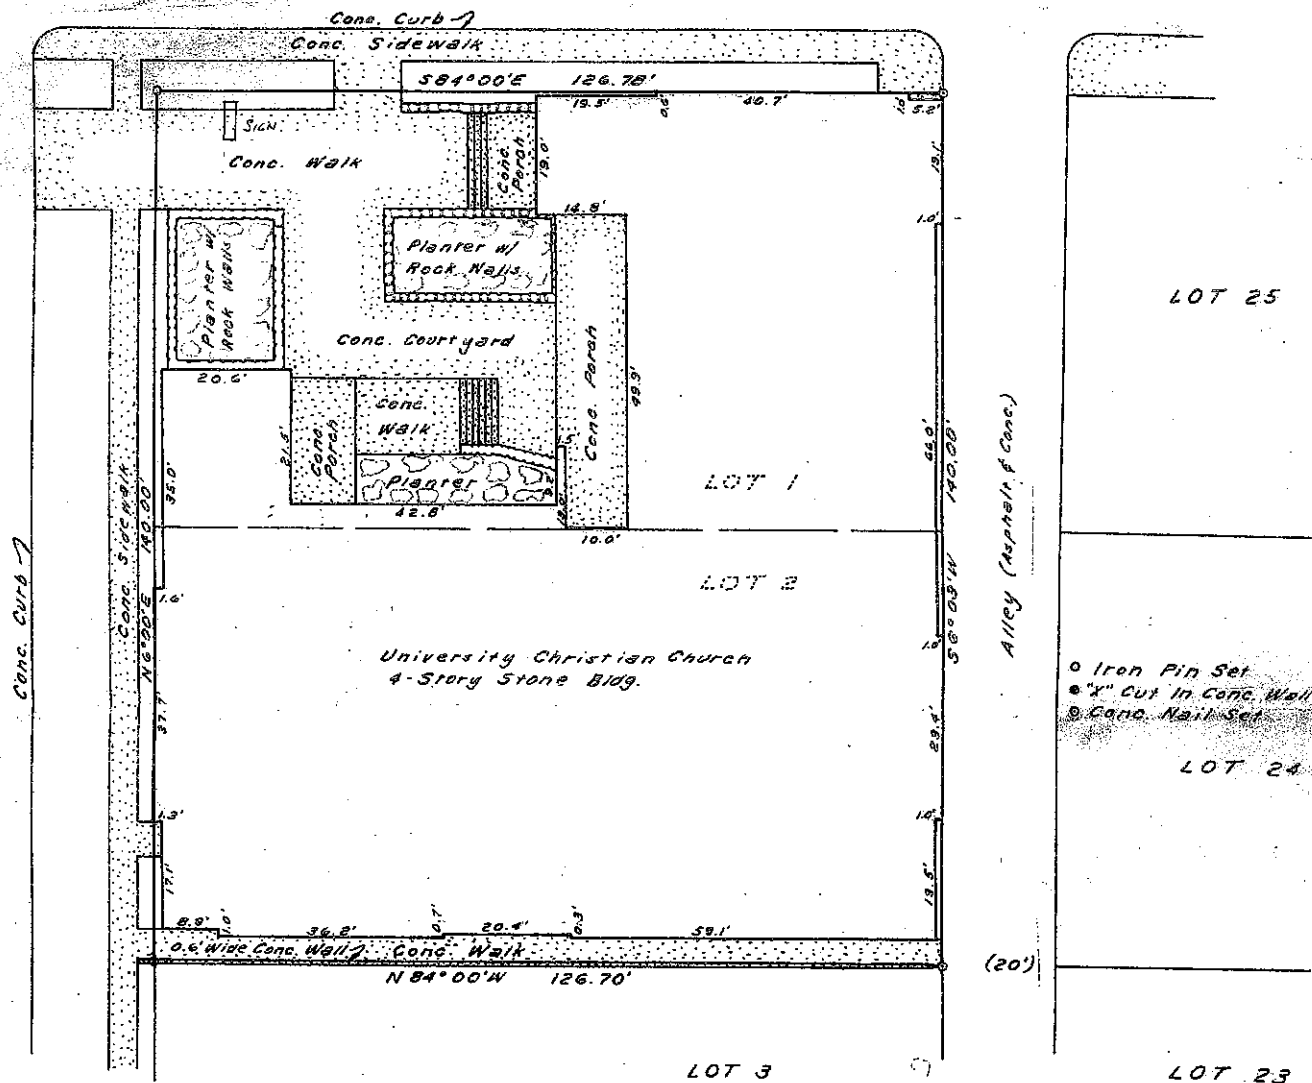 Conc. Curb
Conc. Sidewalk
S84°00'E 126.78'
19.5'
0.6'
40.7'
1.0'
5.2'
SIGN
Conc. Walk
Conc. Porch
19.0'
19.1'
14.8'
1.0'
Planter w/ Rock Walls
Planter w/
Rock Walls
LOT 25
Conc. Courtyard
Conc. Porch
49.9'
20.6'
Conc.
Walk
Conc. Porch
21.5'
1.5'
Planter
42.8'
35.0'
10.0'
LOT 1
66.0'
S6°03'W 140.00'
Alley (Asphalt & Conc.)
Conc. Curb
Conc. Sidewalk
N6°00'E 140.00'
1.6'
LOT 2
1.0'
University Christian Church
4-Story Stone Bldg.
Iron Pin Set
"X" Cut In Conc. Wall
Conc. Nail Set
LOT 24
37.7'
23.4'
1.3'
1.0'
17.1'
19.5'
8.9'
1.0'
36.2'
0.7'
20.4'
0.3'
59.1'
0.6' Wide Conc. Wall
Conc. Walk
N 84°00'W 126.70'
(20')
LOT 3
LOT 23